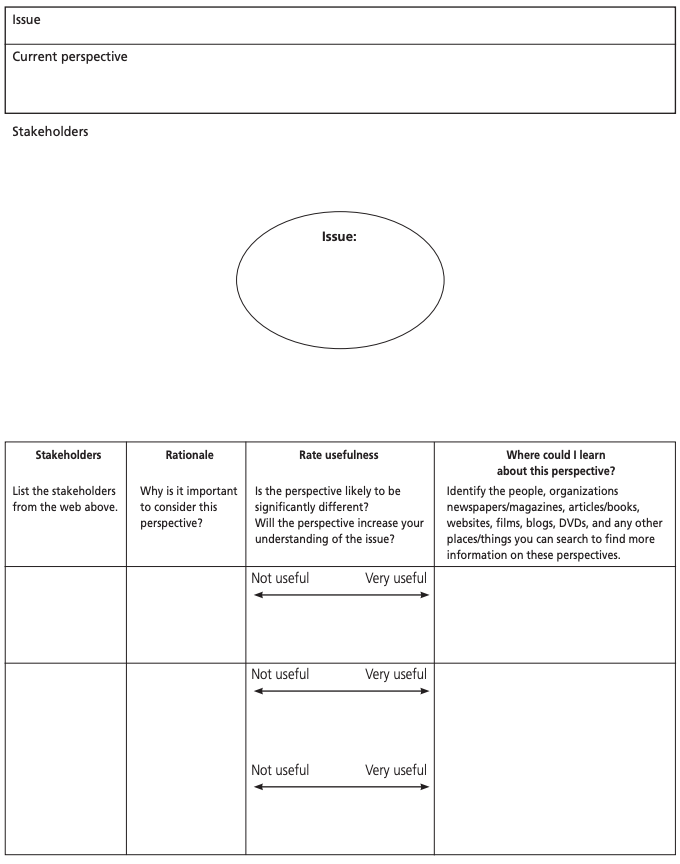 Issue
Current perspective
Stakeholders
Issue:
Stakeholders
List the stakeholders
from the web above.
Rationale
Why is it important
to consider this
perspective?
Rate usefulness
Is the perspective likely to be
significantly different?
Will the perspective increase your
understanding of the issue?
Where could I learn
about this perspective?
Identify the people, organizations
newspapers/magazines, articles/books,
websites, films, blogs, DVDs, and any other
places/things you can search to find more
information on these perspectives.
Not useful Very useful
Not useful Very useful
Not useful Very useful